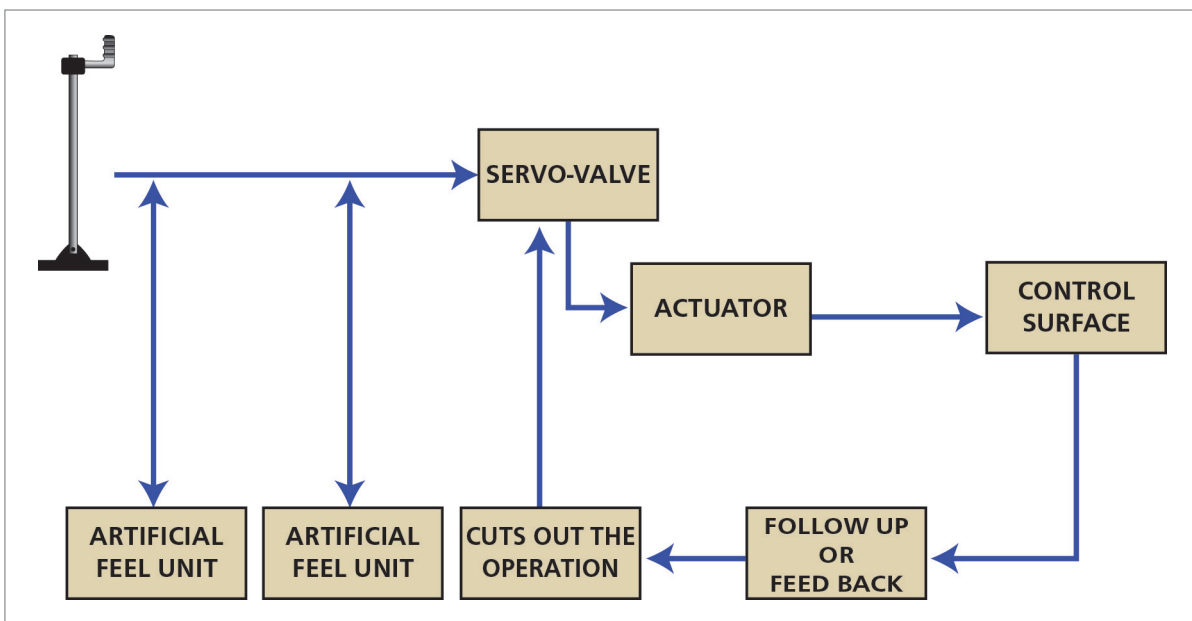 SERVO-VALVE
ACTUATOR
CONTROL
SURFACE
ARTIFICIAL
FEEL UNIT
ARTIFICIAL
FEEL UNIT
CUTS OUT THE
OPERATION
FOLLOW UP
OR
FEED BACK